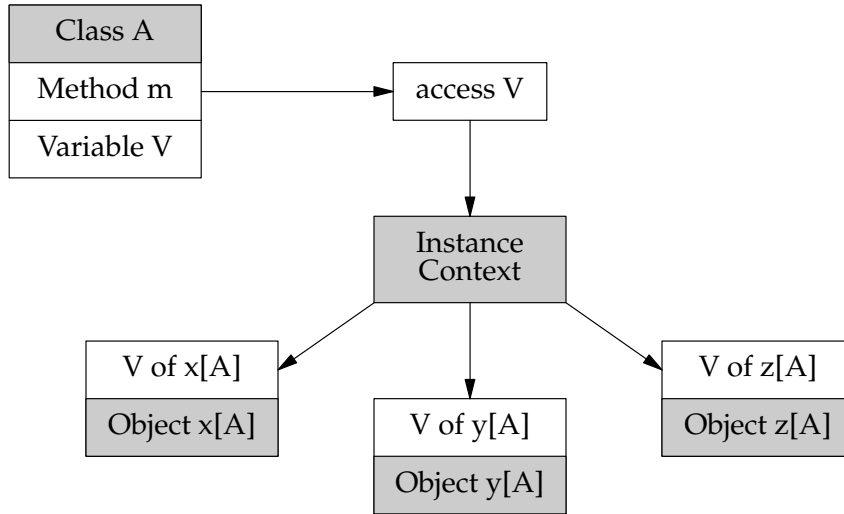 Class A
Method m
access V
Variable V
Instance
Context
V of x[A]
Object x[A]
V of y[A]
Object y[A]
V of z[A]
Object z[A]